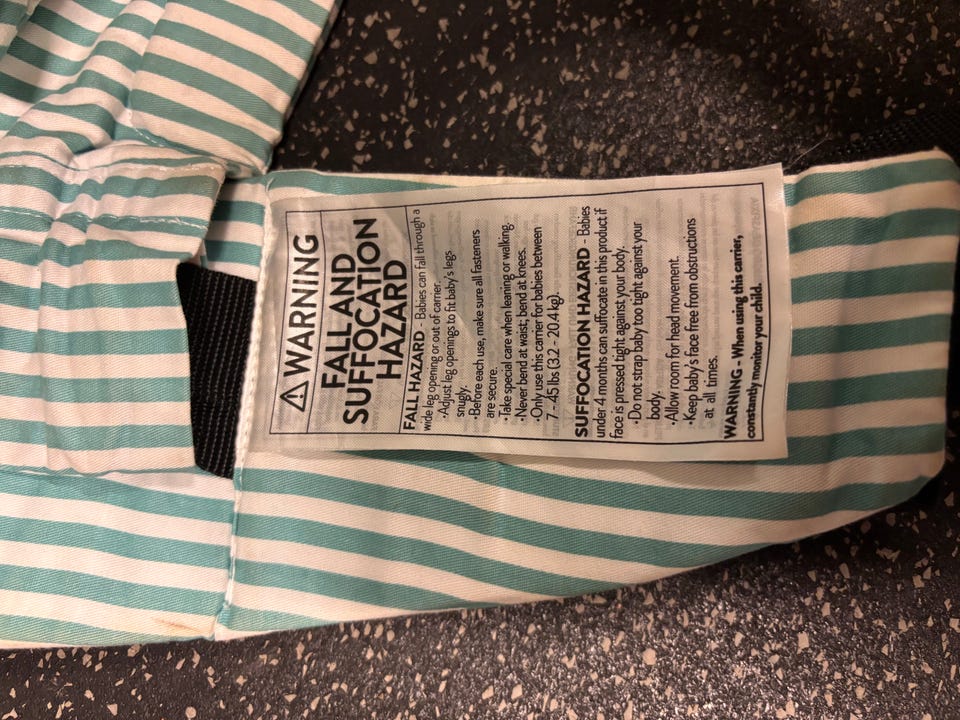 ⚠WARNING
FALL AND
SUFFOCATION
HAZARD
FALL HAZARD - Babies can fall through a
wide leg opening or out of carrier.
•Adjust leg openings to fit baby's legs
snugly.
•Before each use, make sure all fasteners
are secure.
•Take special care when leaning or walking.
•Never bend at waist; bend at knees.
•Only use this carrier for babies between
7 - 45 lbs (3.2 - 20.4 kg).
SUFFOCATION HAZARD - Babies
under 4 months can suffocate in this product if
face is pressed tight against your body.
•Do not strap baby too tight against your
body.
•Allow room for head movement.
•Keep baby's face free from obstructions
at all times.
WARNING - When using this carrier,
constantly monitor your child.